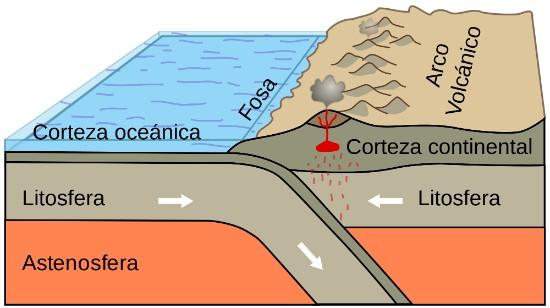 Arco
Volcánico
Fosa
Corteza oceánica
Corteza continental
Litosfera
Litosfera
Astenosfera